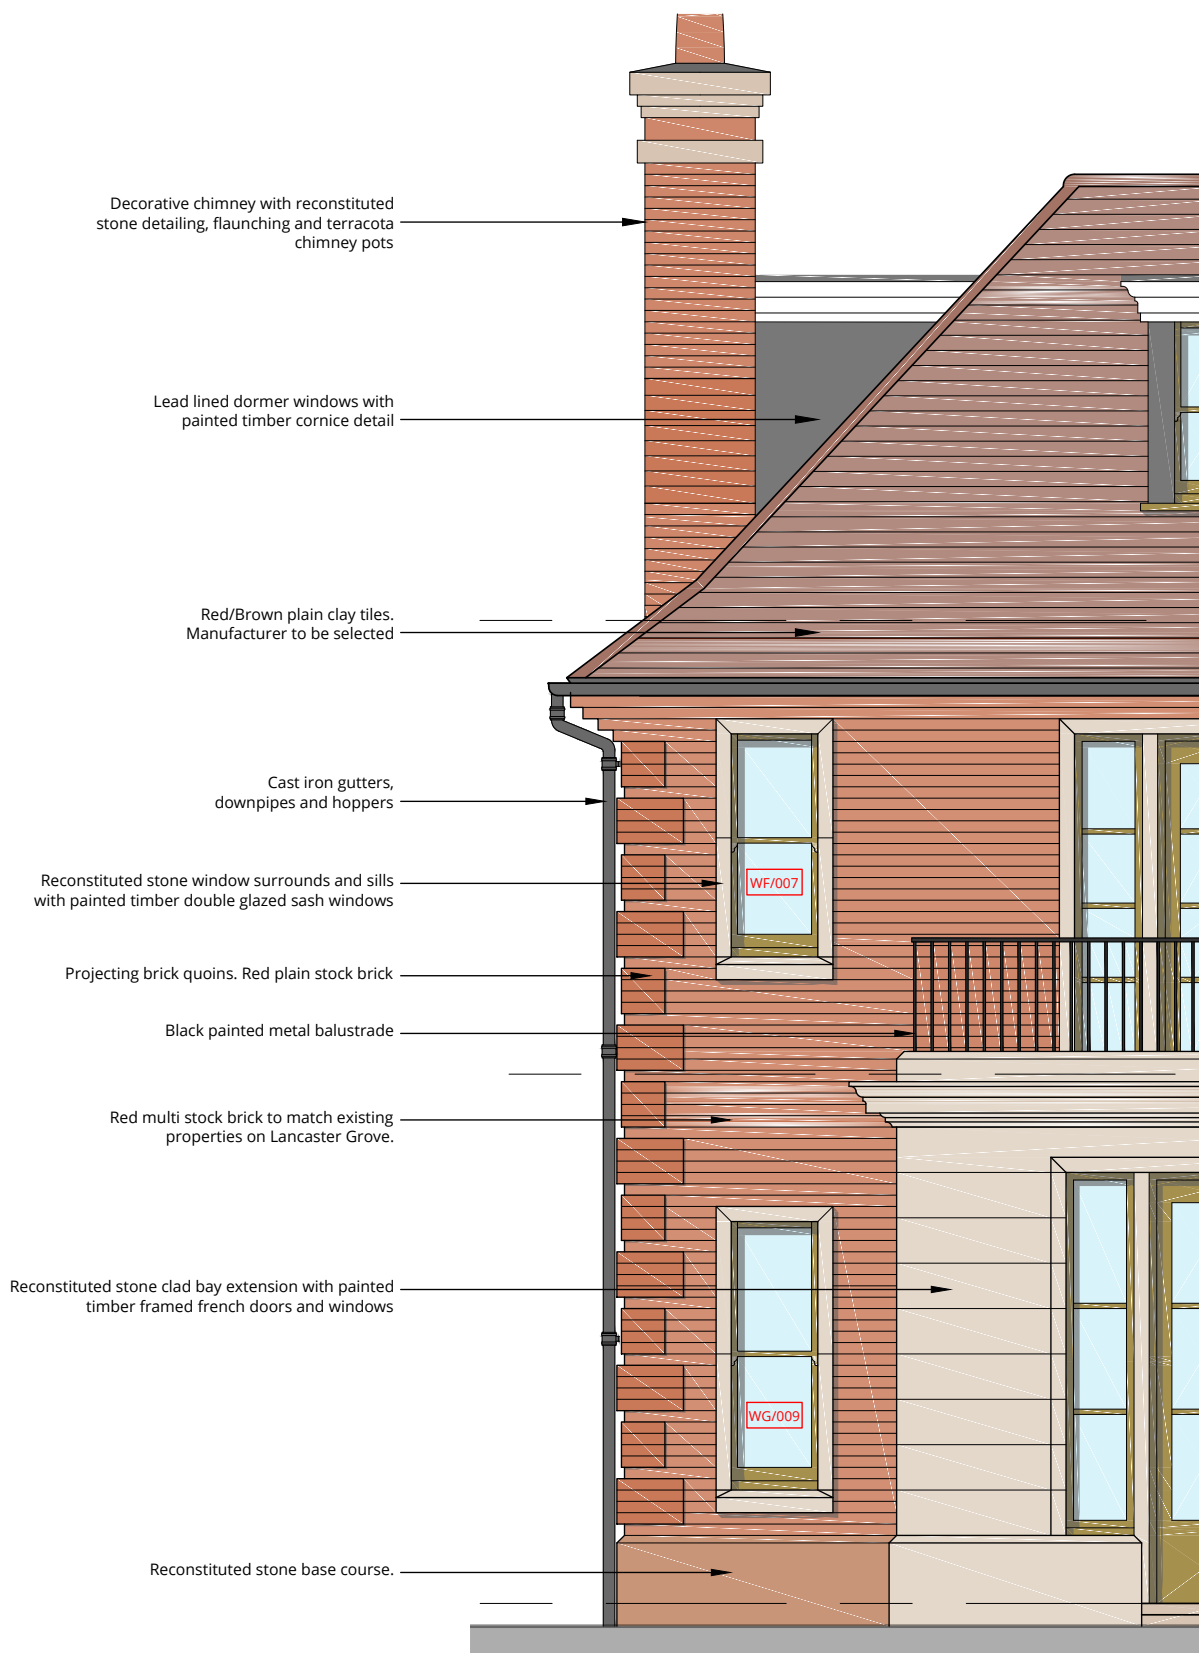 Decorative chimney with reconstituted
stone detailing, flaunching and terracota
chimney pots
Lead lined dormer windows with
painted timber cornice detail
Red/Brown plain clay tiles.
Manufacturer to be selected
Cast iron gutters,
downpipes and hoppers
Reconstituted stone window surrounds and sills
with painted timber double glazed sash windows
WF/007
Projecting brick quoins. Red plain stock brick
Black painted metal balustrade
Red multi stock brick to match existing
properties on Lancaster Grove.
Reconstituted stone clad bay extension with painted
timber framed french doors and windows
WG/009
Reconstituted stone base course.